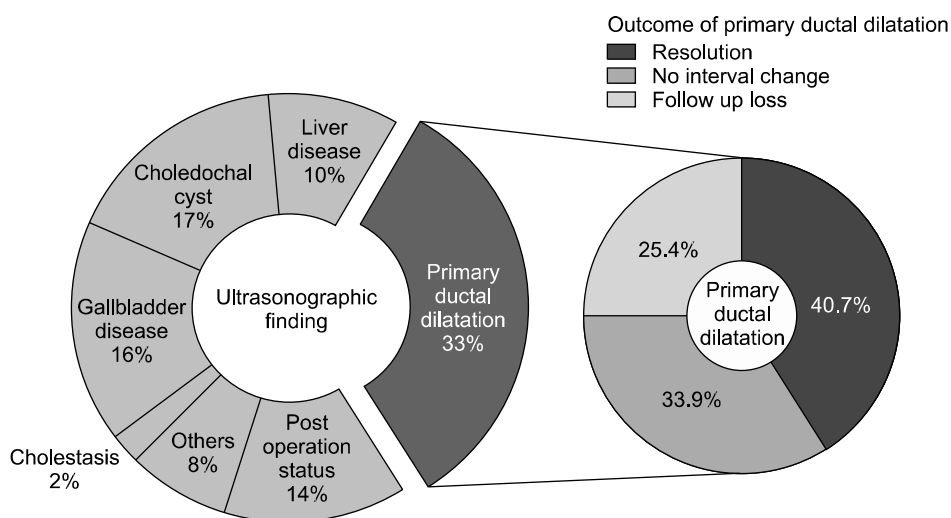 Outcome of primary ductal dilatation
Resolution
No interval change
Follow up loss
Liver
disease
10%
Choledochal
cyst
17%
Gallbladder
disease
16%
Cholestasis
2%
Others
8%
Post
operation
status
14%
Primary
ductal
dilatation
33%
Ultrasonographic
finding
25.4%
40.7%
33.9%
Primary
ductal
dilatation